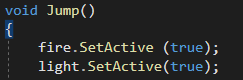 void Jump()
{
fire.SetActive (true);
light.SetActive(true);